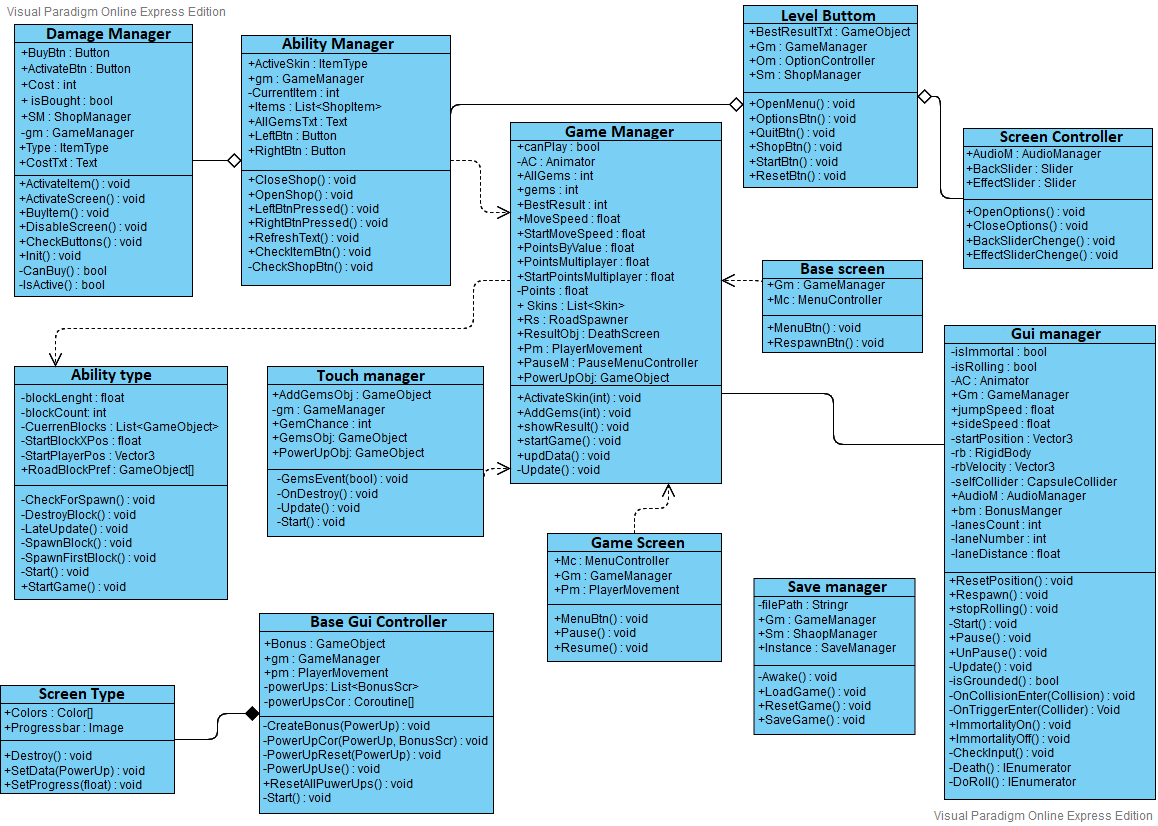 Visual Paradigm Online Express Edition
Damage Manager
+BuyBtn : Button
+ActivateBtn : Button
+Cost : int
+ isBought : bool
+SM : ShopManager
-gm : GameManager
+Type : ItemType
+CostTxt : Text
+ActivateItem() : void
+ActivateScreen() : void
+BuyItem() : void
+DisableScreen() : void
+CheckButtons() : void
+Init() : void
-CanBuy() : bool
-IsActive() : bool
Ability Manager
+ActiveSkin : ItemType
+gm : GameManager
-CurrentItem : int
+Items : List<ShopItem>
+AllGemsTxt : Text
+LeftBtn : Button
+RightBtn : Button
+CloseShop() : void
+OpenShop() : void
+LeftBtnPressed() : void
+RightBtnPressed() : void
+RefreshText() : void
+CheckItemBtn() : void
-CheckShopBtn() : void
Level Buttom
+BestResultTxt : GameObject
+Gm : GameManager
+Om : OptionController
+Sm : ShopManager
+OpenMenu() : void
+OptionsBtn() : void
+QuitBtn() : void
+ShopBtn() : void
+StartBtn() : void
+ResetBtn() : void
Screen Controller
+AudioM : AudioManager
+BackSlider : Slider
+EffectSlider : Slider
+OpenOptions() : void
+CloseOptions() : void
+BackSliderChenge() : void
+EffectSliderChenge() : void
Game Manager
+canPlay : bool
-AC : Animator
+AllGems : int
+gems : int
+BestResult : int
+MoveSpeed : float
+StartMoveSpeed : float
+PointsByValue : float
+PointsMultiplayer : float
+StartPointsMultiplayer : float
-Points : float
+ Skins : List<Skin>
+Rs : RoadSpawner
+ResultObj : DeathScreen
+Pm : PlayerMovement
+PauseM : PauseMenuController
+PowerUpObj: GameObject
+ActivateSkin(int) : void
+AddGems(int) : void
+showResult() : void
+startGame() : void
+updData() : void
-Update() : void
Base screen
+Gm : GameManager
+Mc : MenuController
+MenuBtn() : void
+RespawnBtn() : void
Gui manager
-isImmortal : bool
-isRolling : bool
-AC : Animator
+Gm : GameManager
+jumpSpeed : float
+sideSpeed : float
-startPosition : Vector3
-rb : RigidBody
-rbVelocity : Vector3
-selfCollider : CapsuleCollider
+AudioM : AudioManager
+bm : BonusManger
-lanesCount : int
-laneNumber : int
-laneDistance : float
+ResetPosition() : void
+Respawn() : void
+stopRolling() : void
-Start() : void
+Pause() : void
+UnPause() : void
-Update() : void
-isGrounded() : bool
-OnCollisionEnter(Collision) : void
-OnTriggerEnter(Collider) : Void
+ImmortalityOn() : void
+ImmortalityOff() : void
-CheckInput() : void
-Death() : IEnumerator
-DoRoll() : IEnumerator
Ability type
-blockLenght : float
-blockCount: int
-CuerrenBlocks : List<GameObject>
-StartBlockXPos : float
-StartPlayerPos : Vector3
+RoadBlockPref : GameObject[]
-CheckForSpawn() : void
-DestroyBlock() : void
-LateUpdate() : void
-SpawnBlock() : void
-SpawnFirstBlock() : void
-Start() : void
+StartGame() : void
Touch manager
+AddGemsObj : GameObject
-gm : GameManager
+GemChance : int
+GemsObj: GameObject
+PowerUpObj: GameObject
-GemsEvent(bool) : void
-OnDestroy() : void
-Update() : void
-Start() : void
Game Screen
+Mc : MenuController
+Gm : GameManager
+Pm : PlayerMovement
+MenuBtn() : void
+Pause() : void
+Resume() : void
Save manager
-filePath : Stringr
+Gm : GameManager
+Sm : ShaopManager
+Instance : SaveManager
-Awake() : void
+LoadGame() : void
+ResetGame() : void
+SaveGame() : void
Base Gui Controller
+Bonus : GameObject
+gm : GameManager
+pm : PlayerMovement
-powerUps: List<BonusScr>
-powerUpsCor : Coroutine[]
-CreateBonus(PowerUp) : void
-PowerUpCor(PowerUp, BonusScr) : void
-PowerUpReset(PowerUp) : void
-PowerUpUse() : void
+ResetAllPuwerUps() : void
-Start() : void
Screen Type
+Colors : Color[]
+Progressbar : Image
+Destroy() : void
+SetData(PowerUp) : void
+SetProgress(float) : void
Visual Paradigm Online Express Edition